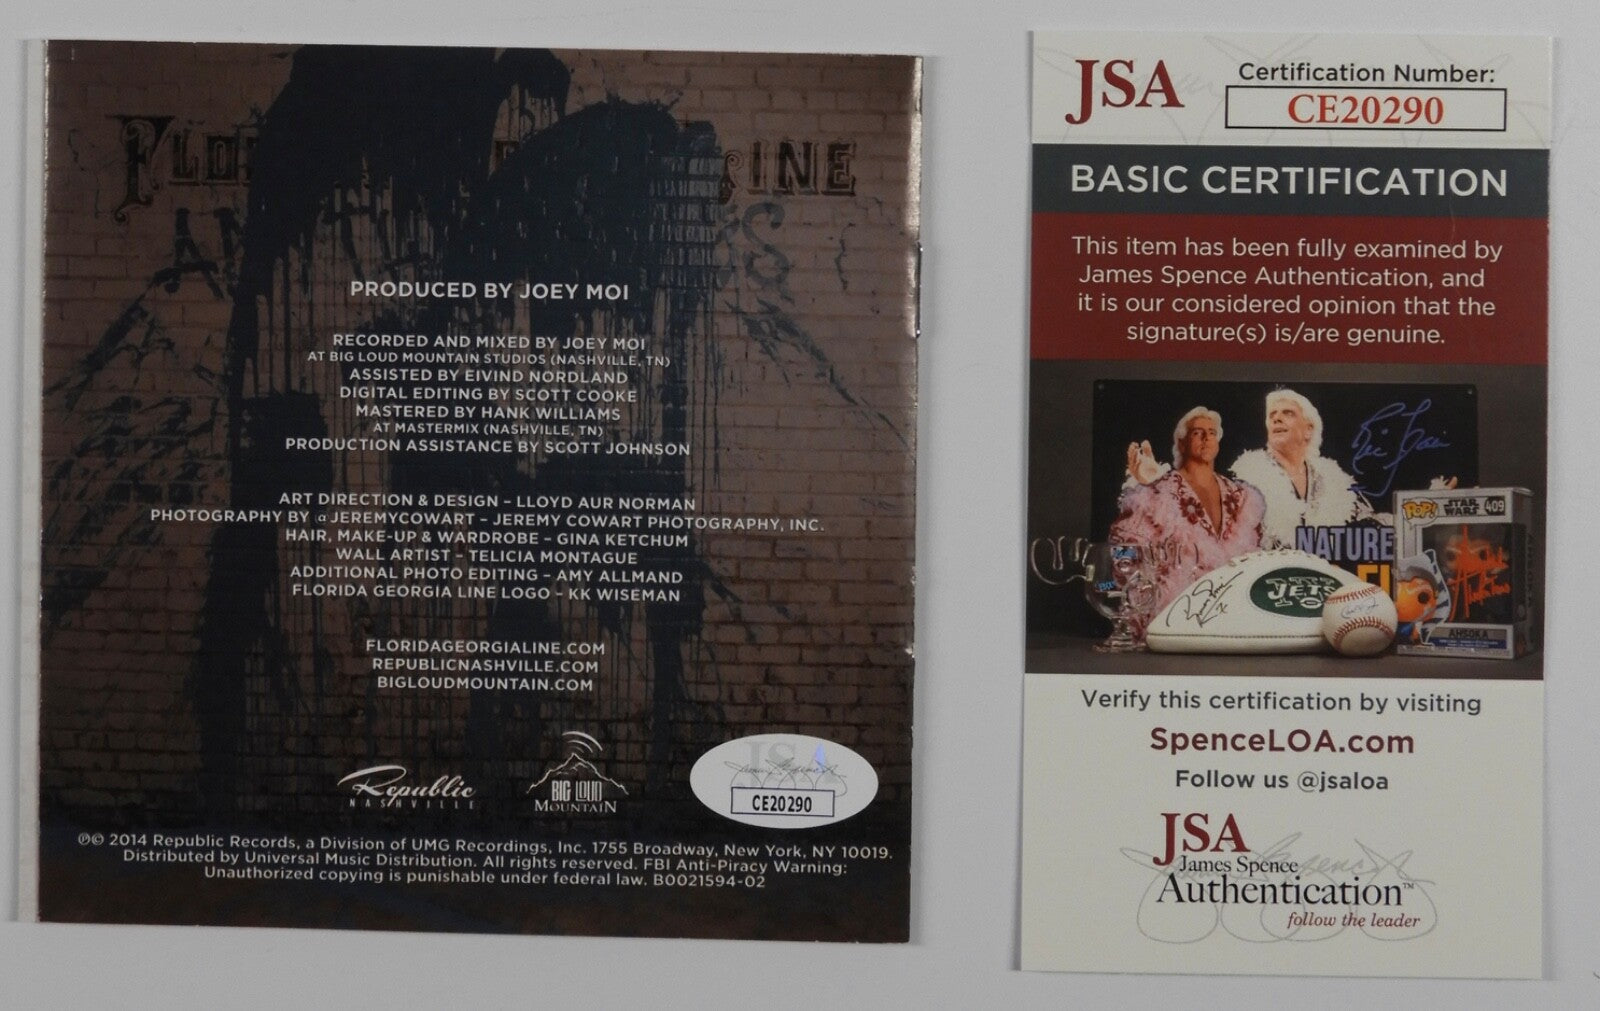 ANYTHING GOES
PRODUCED BY JOEY MOI
RECORDED AND MIXED BY JOEY MOI
AT BIG LOUD MOUNTAIN STUDIOS (NASHVILLE, TN)
ASSISTED BY EIVIND NORDLAND
DIGITAL EDITING BY SCOTT COOKE
MASTERED BY HANK WILLIAMS
AT MASTERMIX (NASHVILLE, TN)
PRODUCTION ASSISTANCE BY SCOTT JOHNSON
ART DIRECTION & DESIGN – LLOYD AUR NORMAN
PHOTOGRAPHY BY @JEREMYCOWART – JEREMY COWART PHOTOGRAPHY, INC.
HAIR, MAKE-UP & WARDROBE – GINA KETCHUM
WALL ARTIST – TELICIA MONTAGUE
ADDITIONAL PHOTO EDITING – AMY ALLMAND
FLORIDA GEORGIA LINE LOGO – KK WISEMAN
FLORIDAGEORGIALINE.COM
REPUBLICNASHVILLE.COM
BIGLOUDMOUNTAIN.COM
Republic
NASHVILLE
BIG LOUD
MOUNTAIN
JSA
CE20290
℗© 2014 Republic Records, a Division of UMG Recordings, Inc. 1755 Broadway, New York, NY 10019.
Distributed by Universal Music Distribution. All rights reserved. FBI Anti-Piracy Warning:
Unauthorized copying is punishable under federal law. B0021594-02
JSA
Certification Number:
CE20290
BASIC CERTIFICATION
This item has been fully examined by
James Spence Authentication, and
it is our considered opinion that the
signature(s) is/are genuine.
NATURE
POP!
STAR WARS
409
JETS
AHSOKA
Verify this certification by visiting
SpenceLOA.com
Follow us @jsaloa
JSA
James Spence
Authentication™
follow the leader